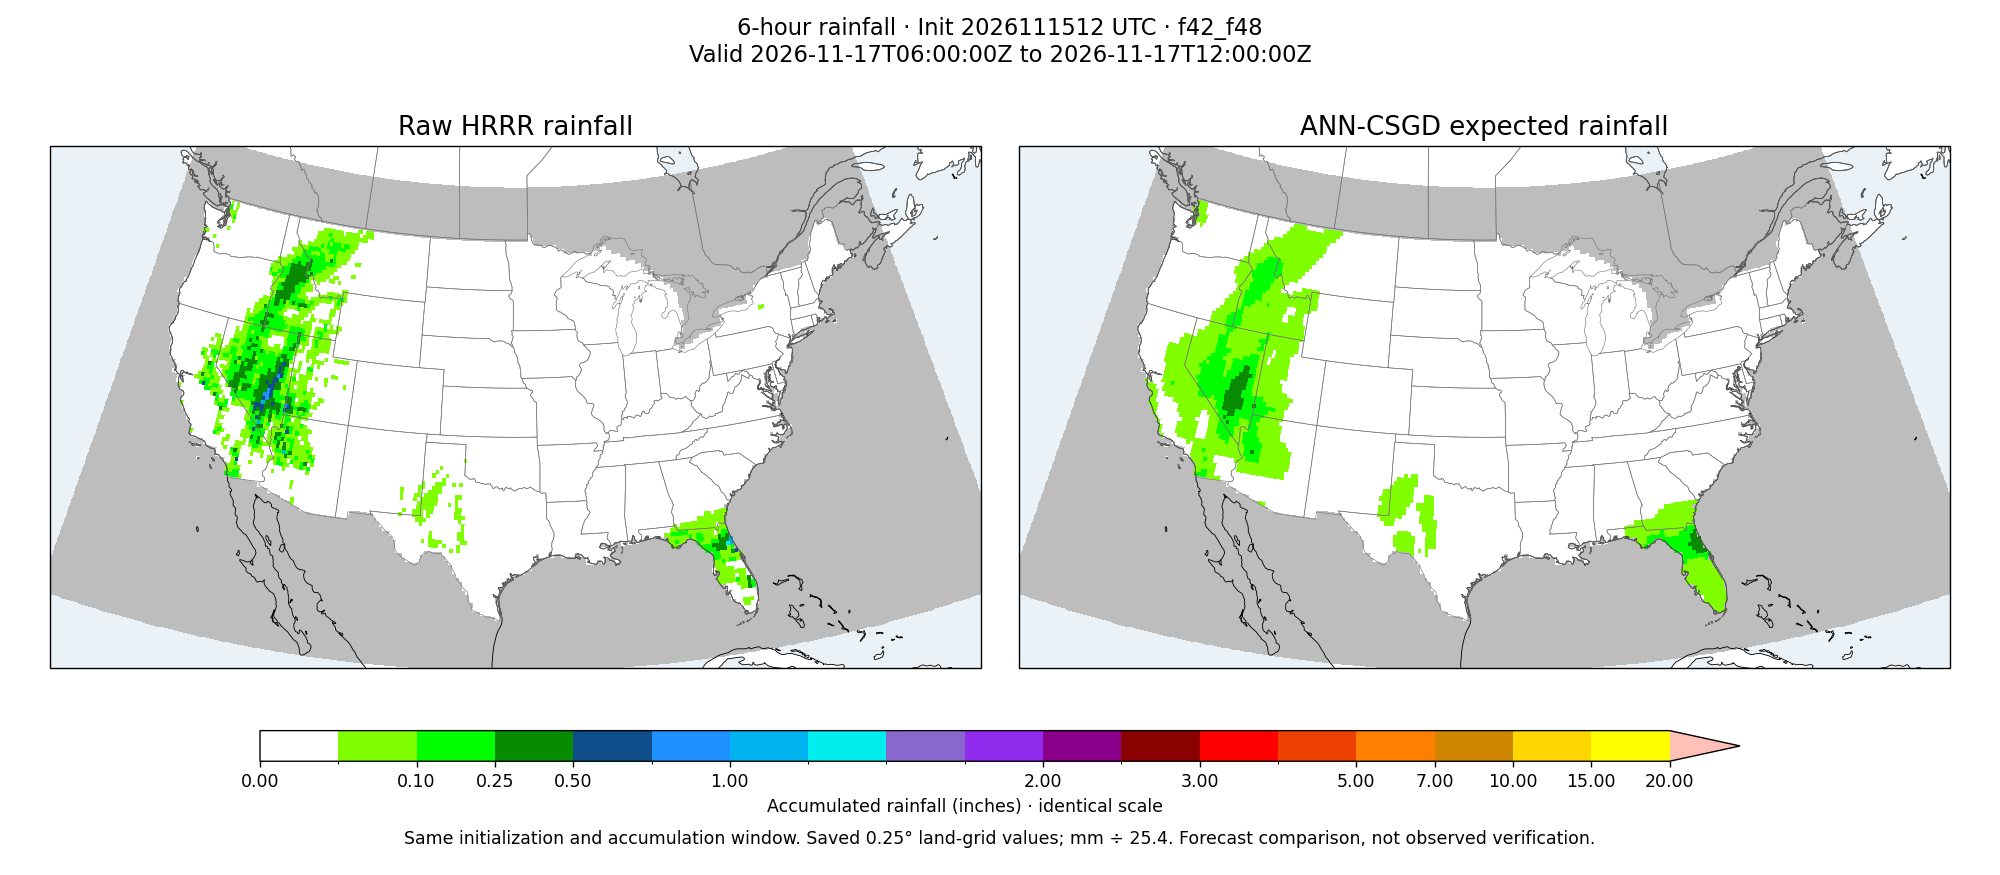 6-hour rainfall · Init 2026111512 UTC · f42_f48
Valid 2026-11-17T06:00:00Z to 2026-11-17T12:00:00Z
Raw HRRR rainfall
ANN-CSGD expected rainfall
0.00 0.10 0.25 0.50 1.00 2.00 3.00 5.00 7.00 10.00 15.00 20.00
Accumulated rainfall (inches) · identical scale
Same initialization and accumulation window. Saved 0.25° land-grid values; mm ÷ 25.4. Forecast comparison, not observed verification.